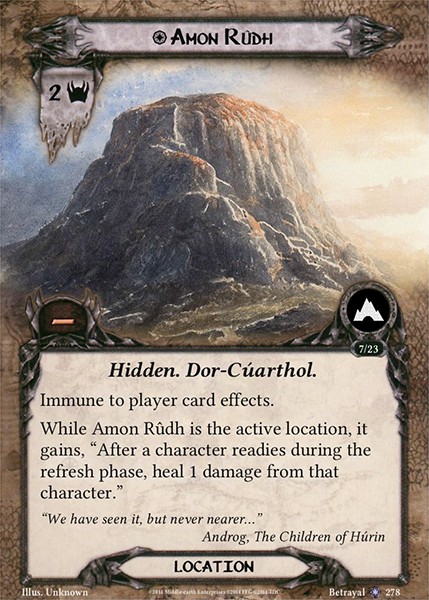 Amon Rûdh
2
–
7/23
Hidden. Dor-Cúarthol.
Immune to player card effects.
While Amon Rûdh is the active location, it
gains, “After a character readies during the
refresh phase, heal 1 damage from that
character.”
“We have seen it, but never nearer...”
Androg, The Children of Húrin
LOCATION
Illus. Unknown
Betrayal
278